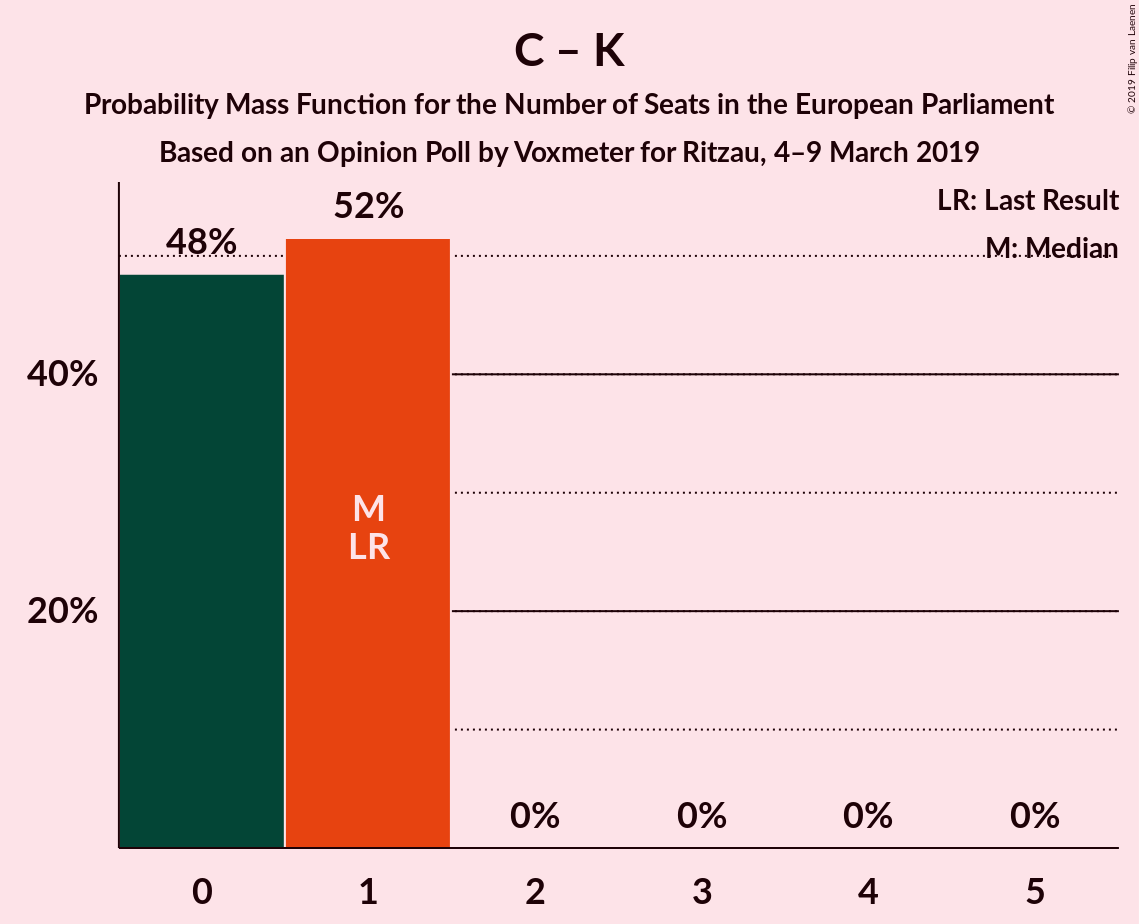 C – K
Probability Mass Function for the Number of Seats in the European Parliament
Based on an Opinion Poll by Voxmeter for Ritzau, 4–9 March 2019
© 2019 Filip van Laenen
LR: Last Result
M: Median
52%
48%
40%
20%
M
LR
0% 0% 0% 0%
0 1 2 3 4 5